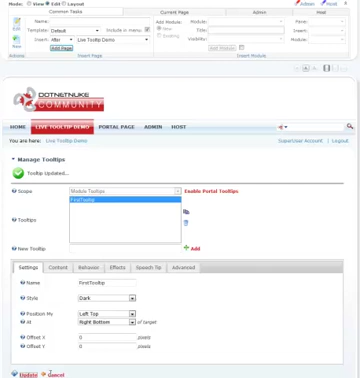 Mode: View Edit Layout Admin Host
Common Tasks Current Page Admin Host
Name: Add Module: Module: Pane:
Template: Default Include in menu: New Title: Insert:
Insert: After Live Tooltip Demo Existing Visibility: Module:
Add Page Add Module
Actions Insert Page Insert Module
DOTNETNUKE
COMMUNITY
HOME LIVE TOOLTIP DEMO PORTAL PAGE ADMIN HOST
You are here: Live Tooltip Demo SuperUser Account | Logout
Manage Tooltips
Tooltip Updated...
Scope Module Tooltips Enable Portal Tooltips
FirstTooltip
Tooltips
New Tooltip Add
Settings Content Behavior Effects Speech Tip Advanced
Name FirstTooltip
Style Dark
Position My Left Top
At Right Bottom of target
Offset X 0 pixels
Offset Y 0 pixels
Update Cancel